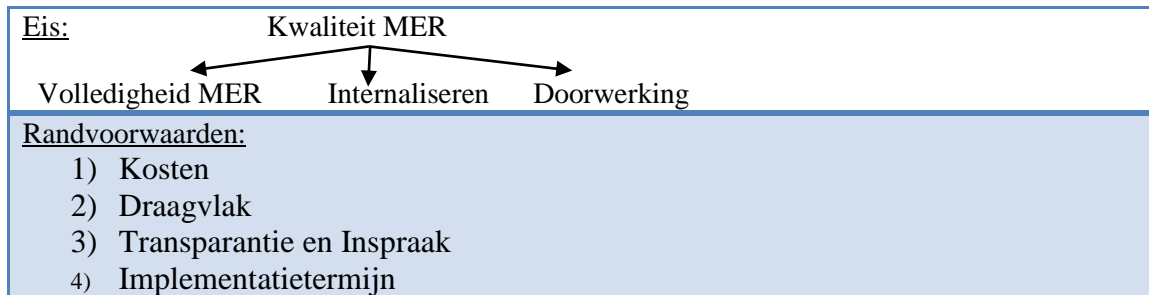 Eis: Kwaliteit MER
Volledigheid MER Internaliseren Doorwerking
Randvoorwaarden:
1) Kosten
2) Draagvlak
3) Transparantie en Inspraak
4) Implementatietermijn